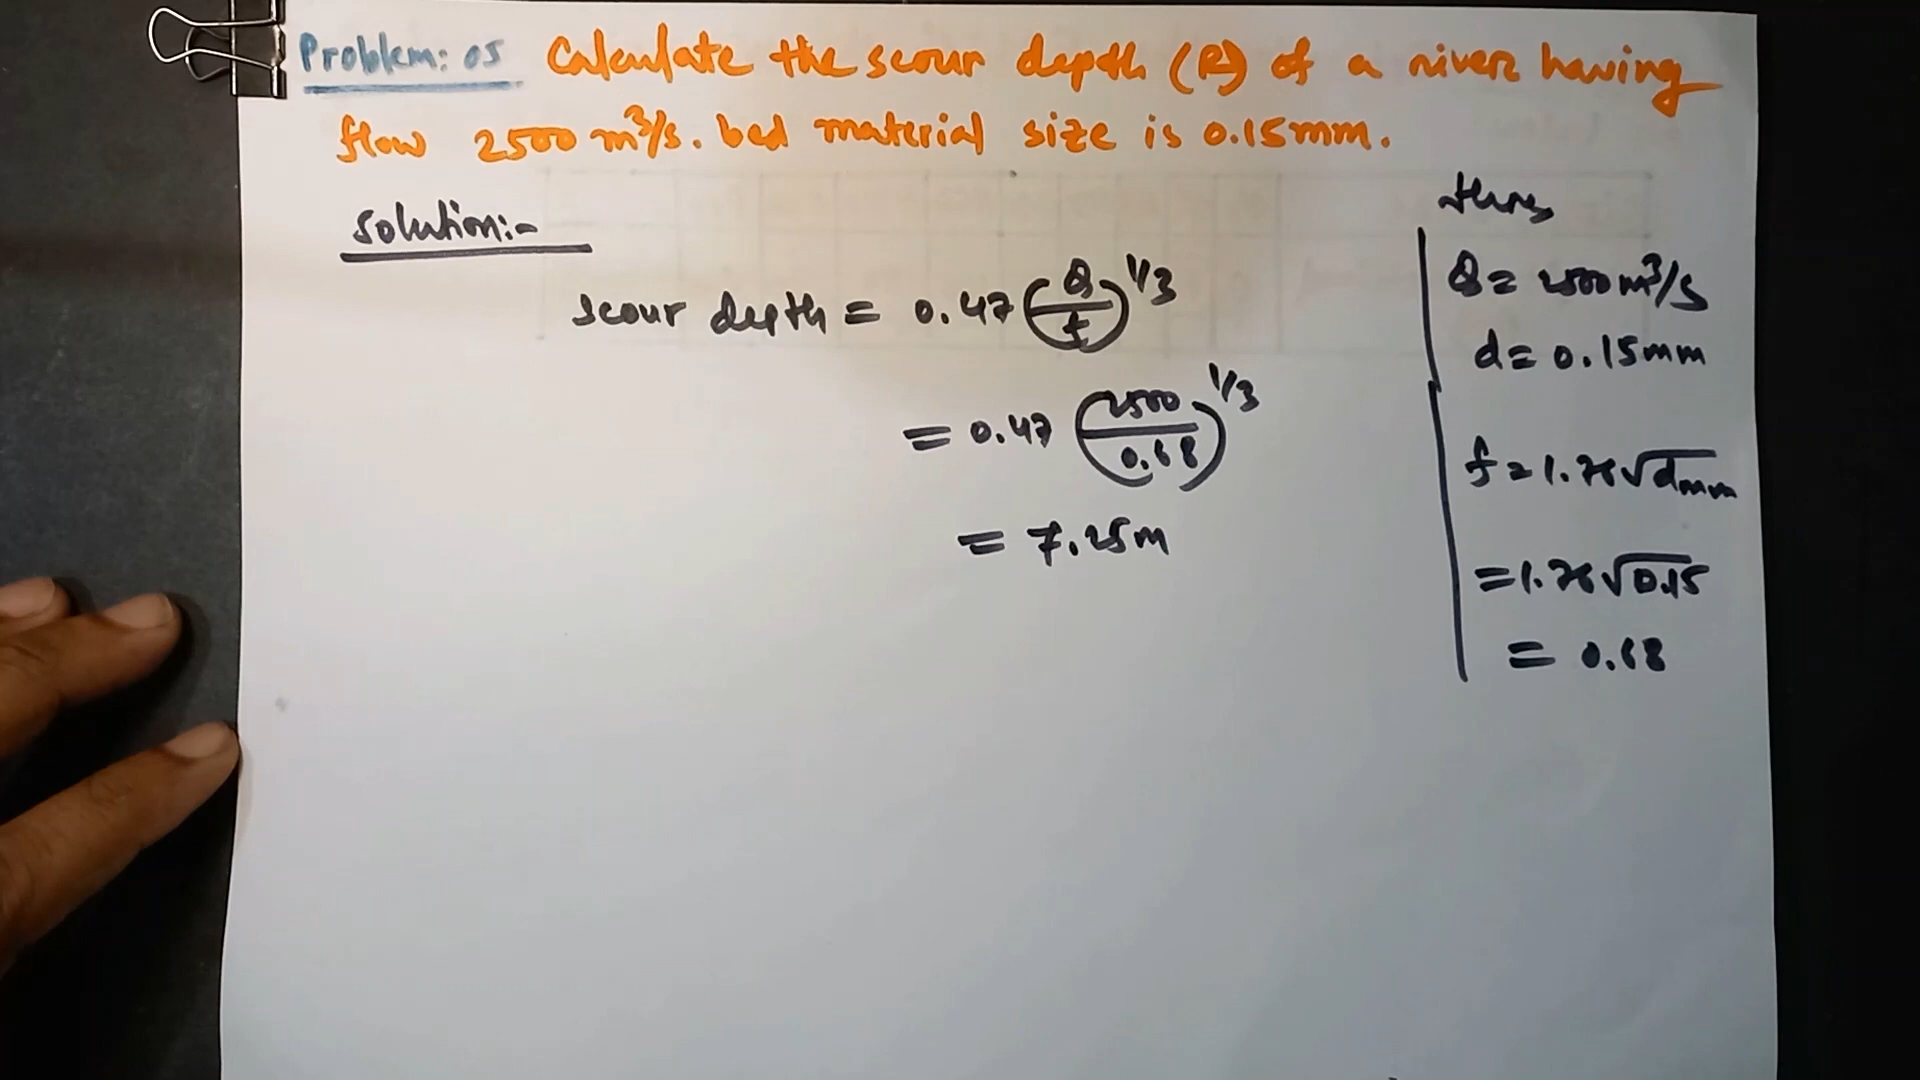 Problem: 05 Calculate the scour depth (R) of a river having
flow 2500 m³/s. bed material size is 0.15mm.
Solution:-
scour depth = 0.47 (Q/f)^1/3
= 0.47 (2500/0.68)^1/3
= 7.25m
Q = 2500 m³/s
d = 0.15mm
f = 1.76√dmm
= 1.76√0.15
= 0.68